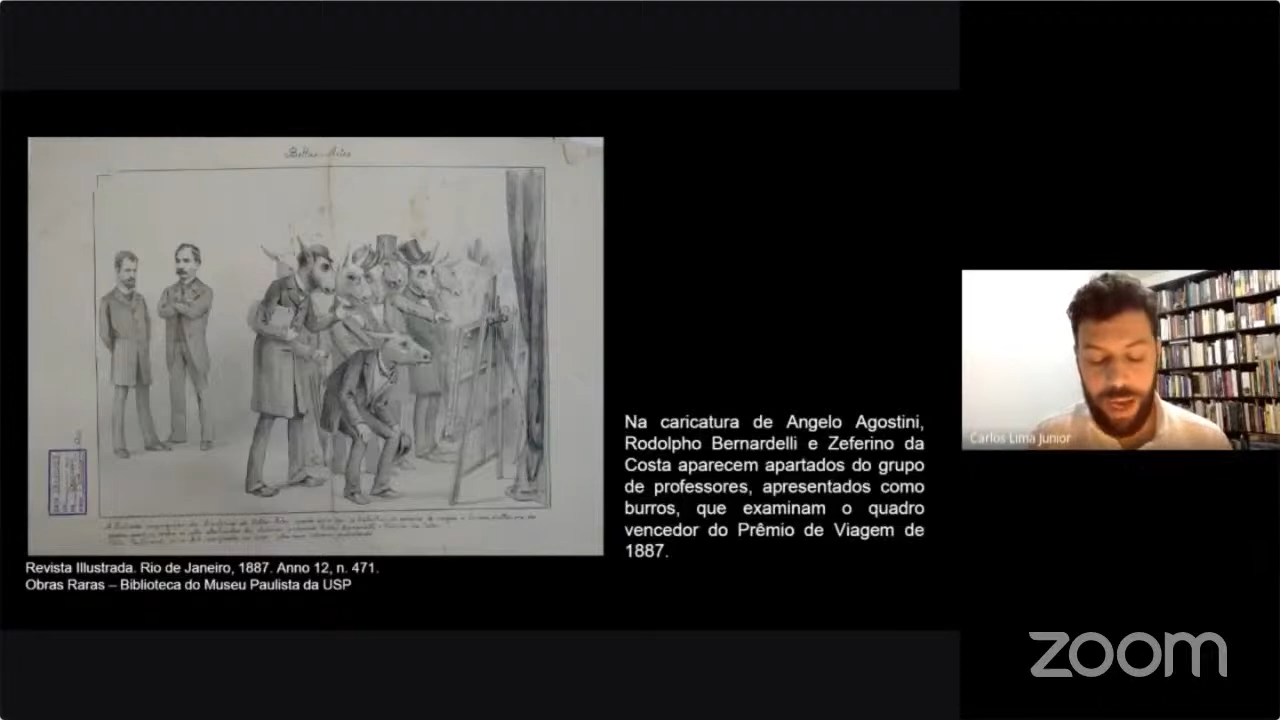 Bellas-Artes
Na caricatura de Angelo Agostini,
Rodolpho Bernardelli e Zeferino da
Costa aparecem apartados do grupo
de professores, apresentados como
burros, que examinam o quadro
vencedor do Prêmio de Viagem de
1887.
Revista Illustrada. Rio de Janeiro, 1887. Anno 12, n. 471.
Obras Raras – Biblioteca do Museu Paulista da USP
Carlos Lima Junior
zoom